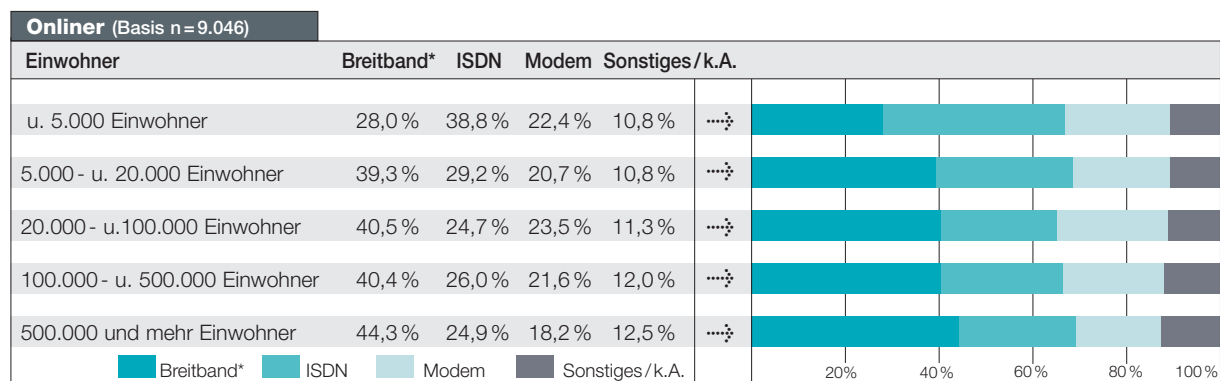 Onliner (Basis n = 9.046)
Einwohner Breitband* ISDN Modem Sonstiges / k.A.
u. 5.000 Einwohner 28,0 % 38,8 % 22,4 % 10,8 %
5.000 - u. 20.000 Einwohner 39,3 % 29,2 % 20,7 % 10,8 %
20.000 - u.100.000 Einwohner 40,5 % 24,7 % 23,5 % 11,3 %
100.000 - u. 500.000 Einwohner 40,4 % 26,0 % 21,6 % 12,0 %
500.000 und mehr Einwohner 44,3 % 24,9 % 18,2 % 12,5 %
Breitband* ISDN Modem Sonstiges / k.A. 20% 40% 60% 80% 100%